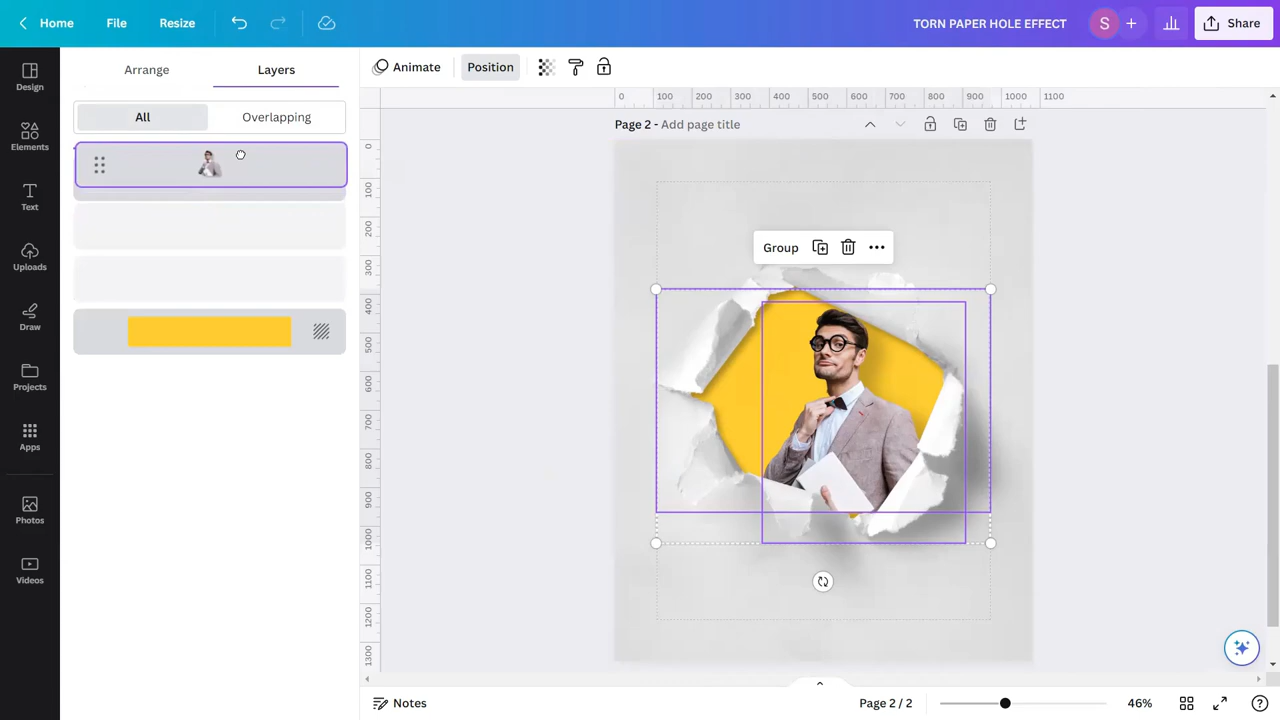 Home File Resize TORN PAPER HOLE EFFECT S + Share
Arrange Layers
Animate Position
All Overlapping
Design
Elements
Text
Uploads
Draw
Projects
Apps
Photos
Videos
0 100 200 300 400 500 600 700 800 900 1000 1100
Page 2 - Add page title
0
100
200
300
400
500
600
700
800
900
1000
1100
1200
1300
Group
Notes Page 2 / 2 46%